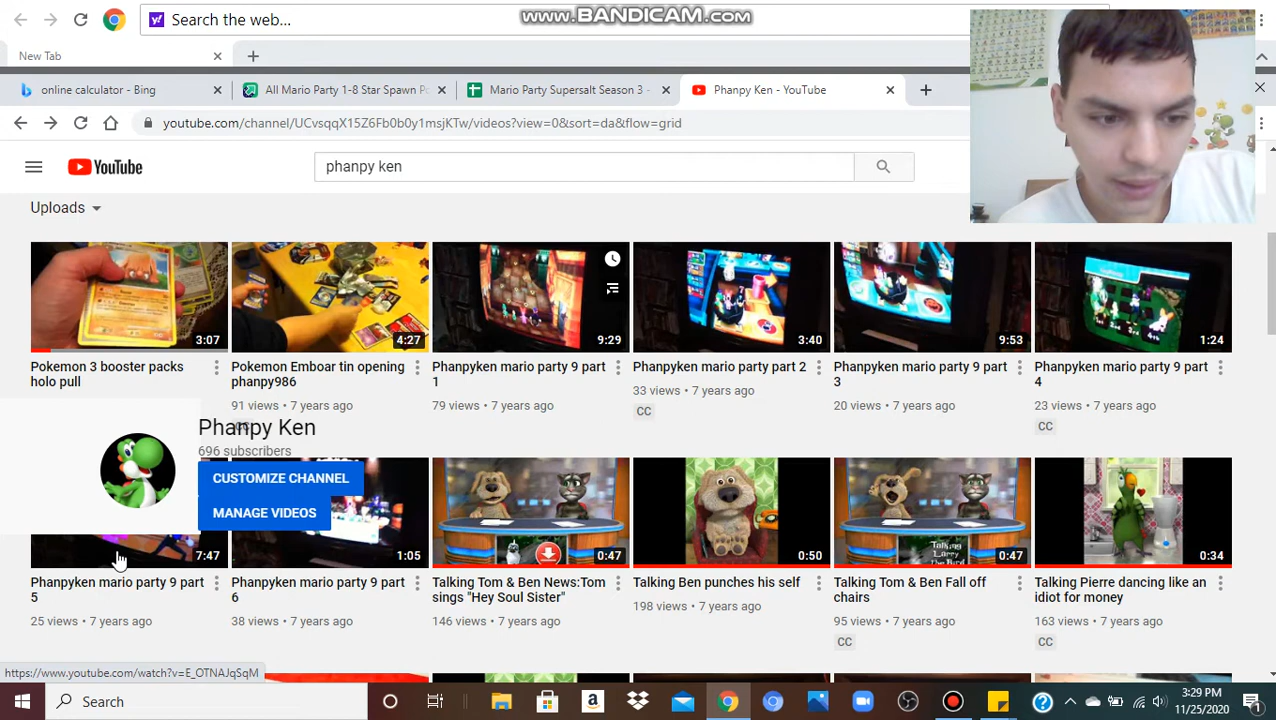 www.BANDICAM.com
Search the web...
New Tab
online calculator - Bing
All Mario Party 1-8 Star Spawn Po
Mario Party Supersalt Season 3 -
Phanpy Ken - YouTube
youtube.com/channel/UCvsqqX15Z6Fb0b0y1msjKTw/videos?view=0&sort=da&flow=grid
YouTube
phanpy ken
Uploads
3:07
4:27
9:29
3:40
9:53
1:24
Pokemon 3 booster packs
holo pull
Pokemon Emboar tin opening
phanpy986
91 views • 7 years ago
Phanpyken mario party 9 part
1
79 views • 7 years ago
Phanpyken mario party part 2
33 views • 7 years ago
CC
Phanpyken mario party 9 part
3
20 views • 7 years ago
Phanpyken mario party 9 part
4
23 views • 7 years ago
CC
Phanpy Ken
696 subscribers
CUSTOMIZE CHANNEL
MANAGE VIDEOS
7:47
1:05
0:47
0:50
Talking
Larry
the Bird
0:47
0:34
Phanpyken mario party 9 part
5
25 views • 7 years ago
Phanpyken mario party 9 part
6
38 views • 7 years ago
Talking Tom & Ben News:Tom
sings "Hey Soul Sister"
146 views • 7 years ago
Talking Ben punches his self
198 views • 7 years ago
Talking Tom & Ben Fall off
chairs
95 views • 7 years ago
CC
Talking Pierre dancing like an
idiot for money
163 views • 7 years ago
CC
https://www.youtube.com/watch?v=E_OTNAJqSqM
Search
3:29 PM
11/25/2020
1